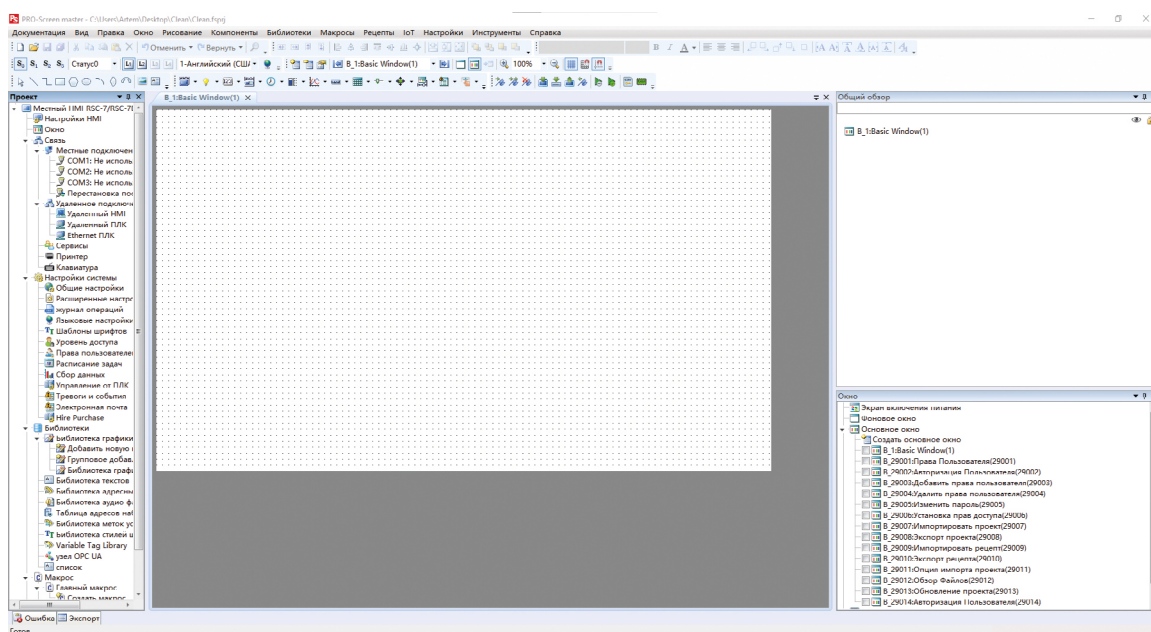 PRO-Screen master - C:\Users\Artem\Desktop\Clean\Clean.fspj
Документация Вид Правка Окно Рисование Компоненты Библиотеки Макросы Рецепты IoT Настройки Инструменты Справка
Отменить Вернуть
S₀ S₁ S₂ S₃ Статус0 1-Английский (США B_1:Basic Window(1) 100%
Проект
Местный HMI RSC-7/RSC-7(
Настройки HMI
Окно
Связь
Местные подключен
COM1: Не исполь
COM2: Не исполь
COM3: Не исполь
Перестановка пос
Удаленное подключ
Удаленный HMI
Удаленный ПЛК
Ethernet ПЛК
Сервисы
Принтер
Клавиатура
Настройки системы
Общие настройки
Расширенные настрс
журнал операций
Языковые настройки
Шаблоны шрифтов
Уровень доступа
Права пользователе
Расписание задач
Сбор данных
Управление от ПЛК
Тревоги и события
Электронная почта
Hire Purchase
Библиотеки
Библиотека графики
Добавить новую
Групповое добав.
Библиотека граф
Библиотека текстов
Библиотека адресны
Библиотека аудио ф
Таблица адресов на
Библиотека меток ус
Библиотека стилей ш
Variable Tag Library
узел OPC UA
список
Макрос
Главный макрос
Создать макрос
B_1:Basic Window(1)
Общий обзор
B_1:Basic Window(1)
Окно
Экран включения питания
Фоновое окно
Основное окно
Создать основное окно
B_1:Basic Window(1)
B_29001:Права Пользователя(29001)
B_29002:Авторизация Пользователя(29002)
B_29003:Добавить права пользователя(29003)
B_29004:Удалить права пользователя(29004)
B_29005:Изменить пароль(29005)
B_29006:Установка прав доступа(29006)
B_29007:Импортировать проект(29007)
B_29008:Экспорт проекта(29008)
B_29009:Импортировать рецепт(29009)
B_29010:Экспорт рецепта(29010)
B_29011:Опция импорта проекта(29011)
B_29012:Обзор Файлов(29012)
B_29013:Обновление проекта(29013)
B_29014:Авторизация Пользователя(29014)
Ошибка Экспорт
Готов